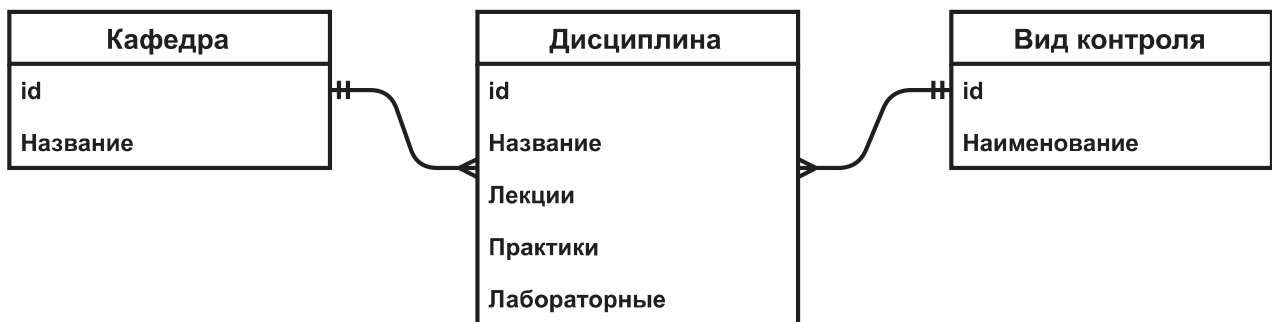 Кафедра
id
Название
Дисциплина
id
Название
Лекции
Практики
Лабораторные
Вид контроля
id
Наименование